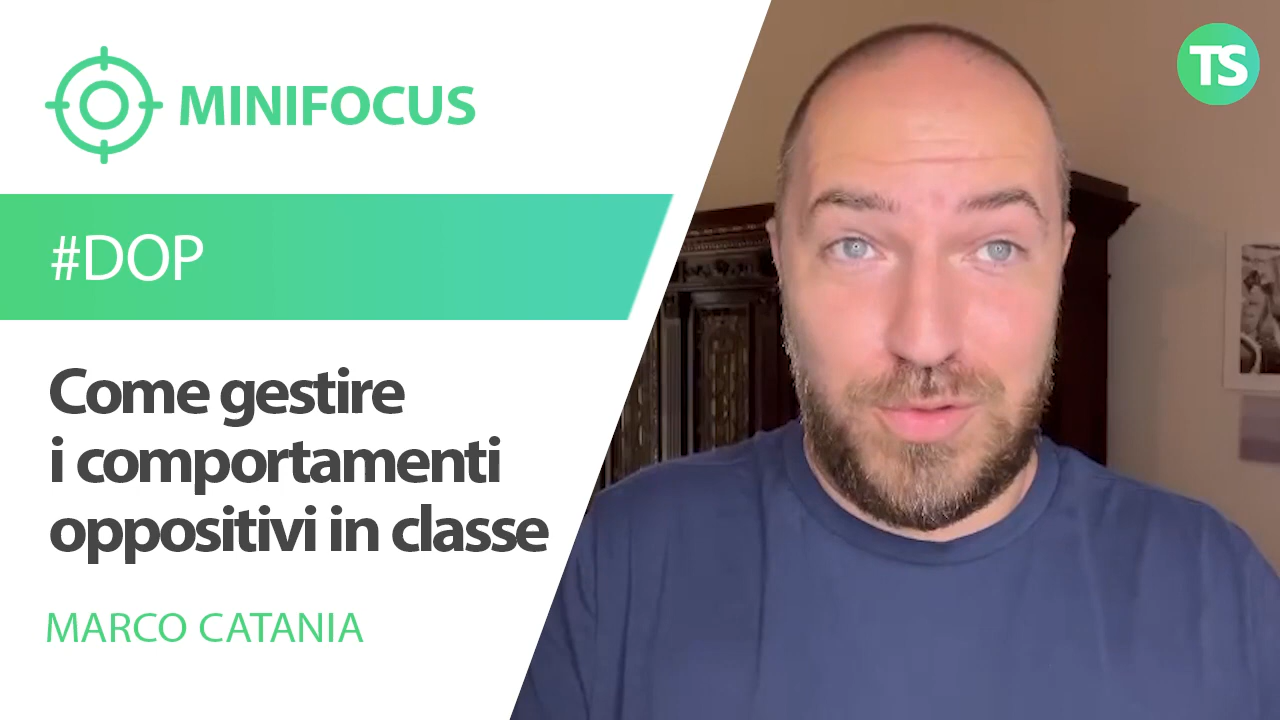 MINIFOCUS
TS
#DOP
Come gestire
i comportamenti
oppositivi in classe
MARCO CATANIA